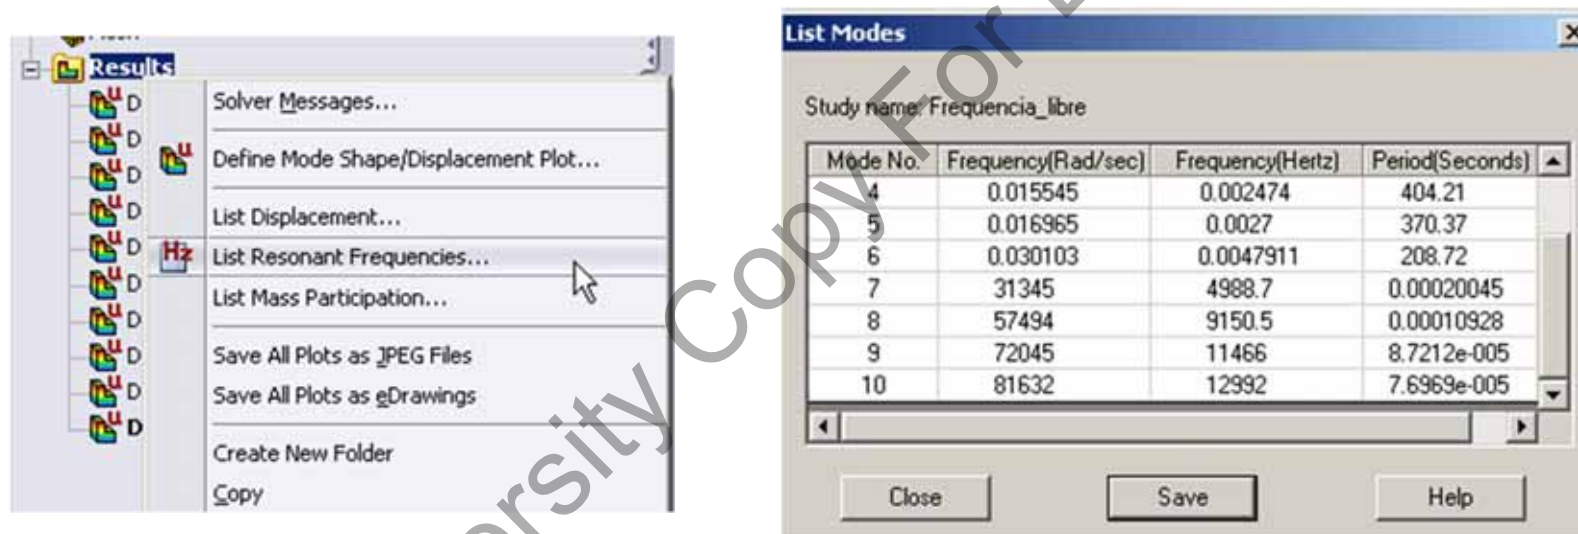 Results
D
D
D
D
D
D
D
D
D
D
Solver Messages...
Define Mode Shape/Displacement Plot...
List Displacement...
Hz List Resonant Frequencies...
List Mass Participation...
Save All Plots as JPEG Files
Save All Plots as eDrawings
Create New Folder
Copy
List Modes
Study name: Frequencia_libre
Mode No. Frequency(Rad/sec) Frequency(Hertz) Period(Seconds)
4 0.015545 0.002474 404.21
5 0.016965 0.0027 370.37
6 0.030103 0.0047911 208.72
7 31345 4988.7 0.00020045
8 57494 9150.5 0.00010928
9 72045 11466 8.7212e-005
10 81632 12992 7.6969e-005
Close Save Help
ersity Copy For